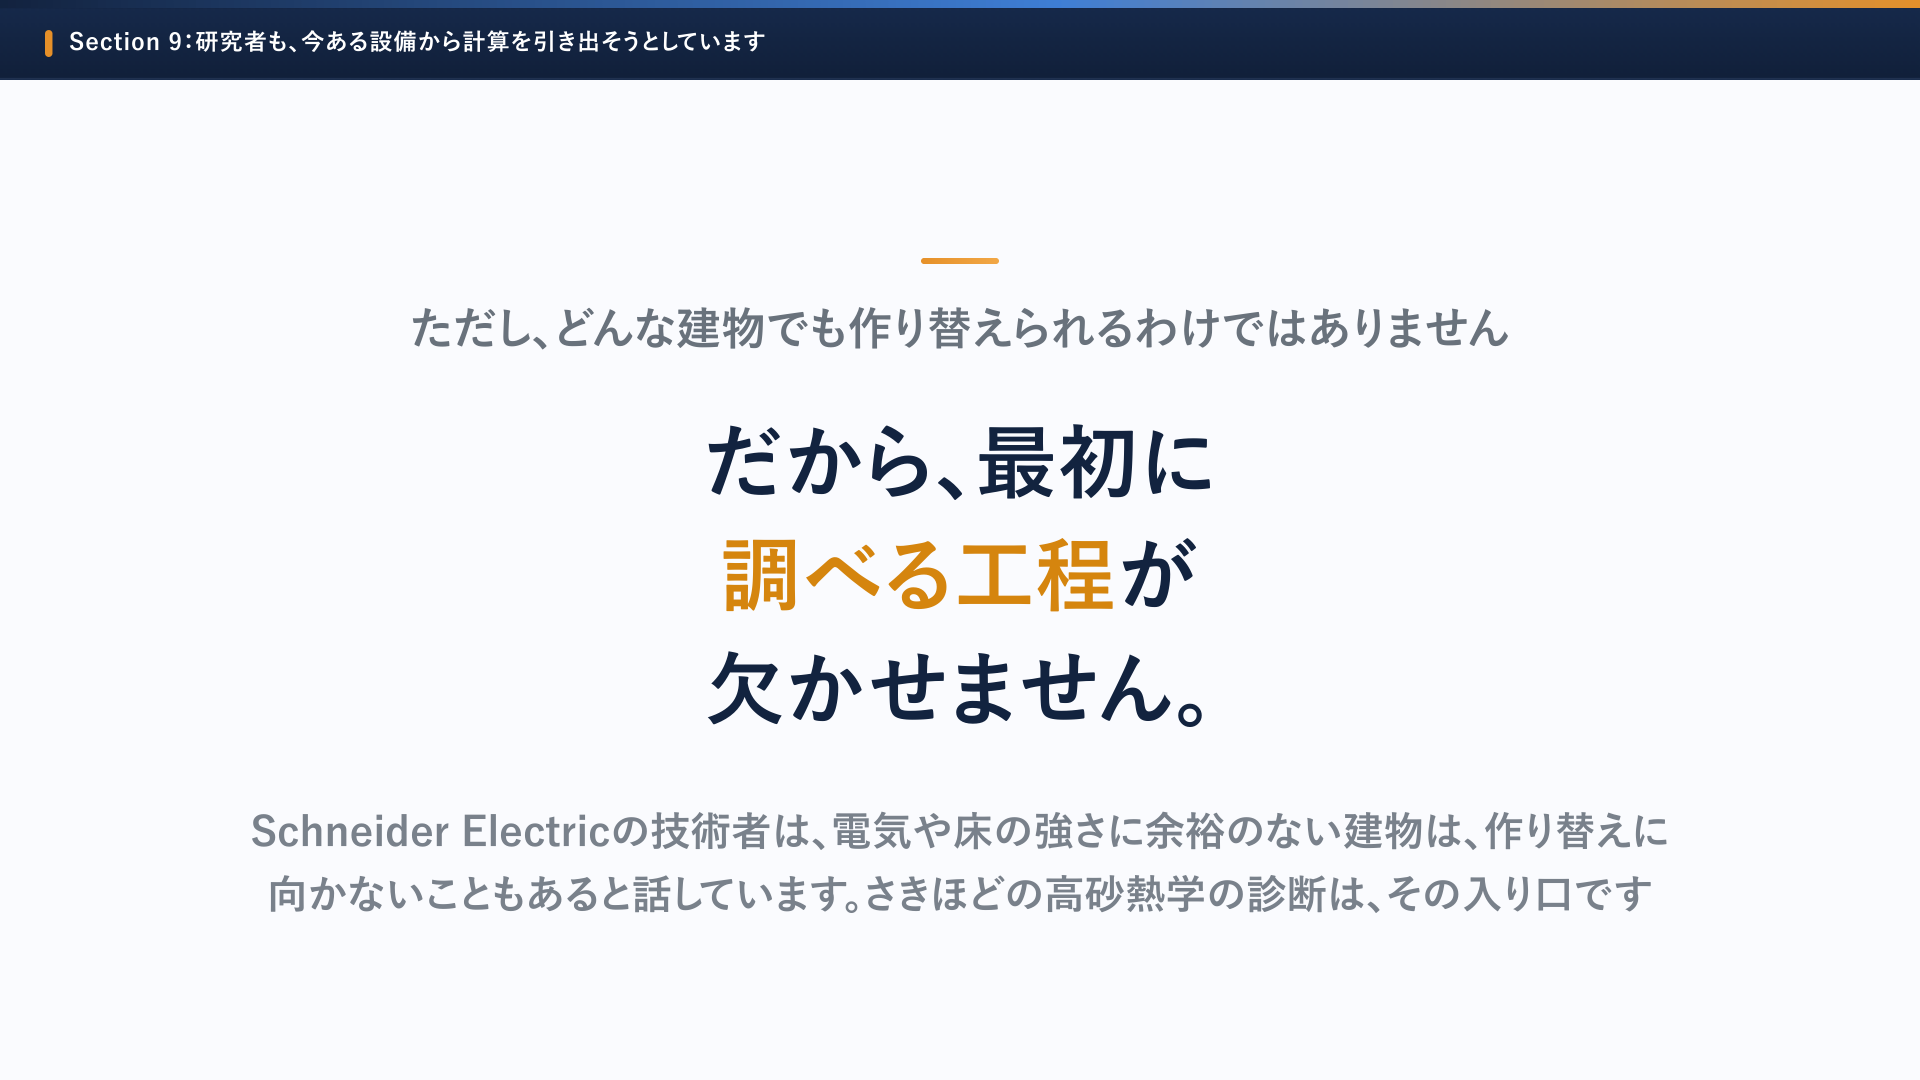 Section 9：研究者も、今ある設備から計算を引き出そうとしています
ただし、どんな建物でも作り替えられるわけではありません
だから、最初に
調べる工程が
欠かせません。
Schneider Electricの技術者は、電気や床の強さに余裕のない建物は、作り替えに
向かないこともあると話しています。さきほどの高砂熱学の診断は、その入り口です